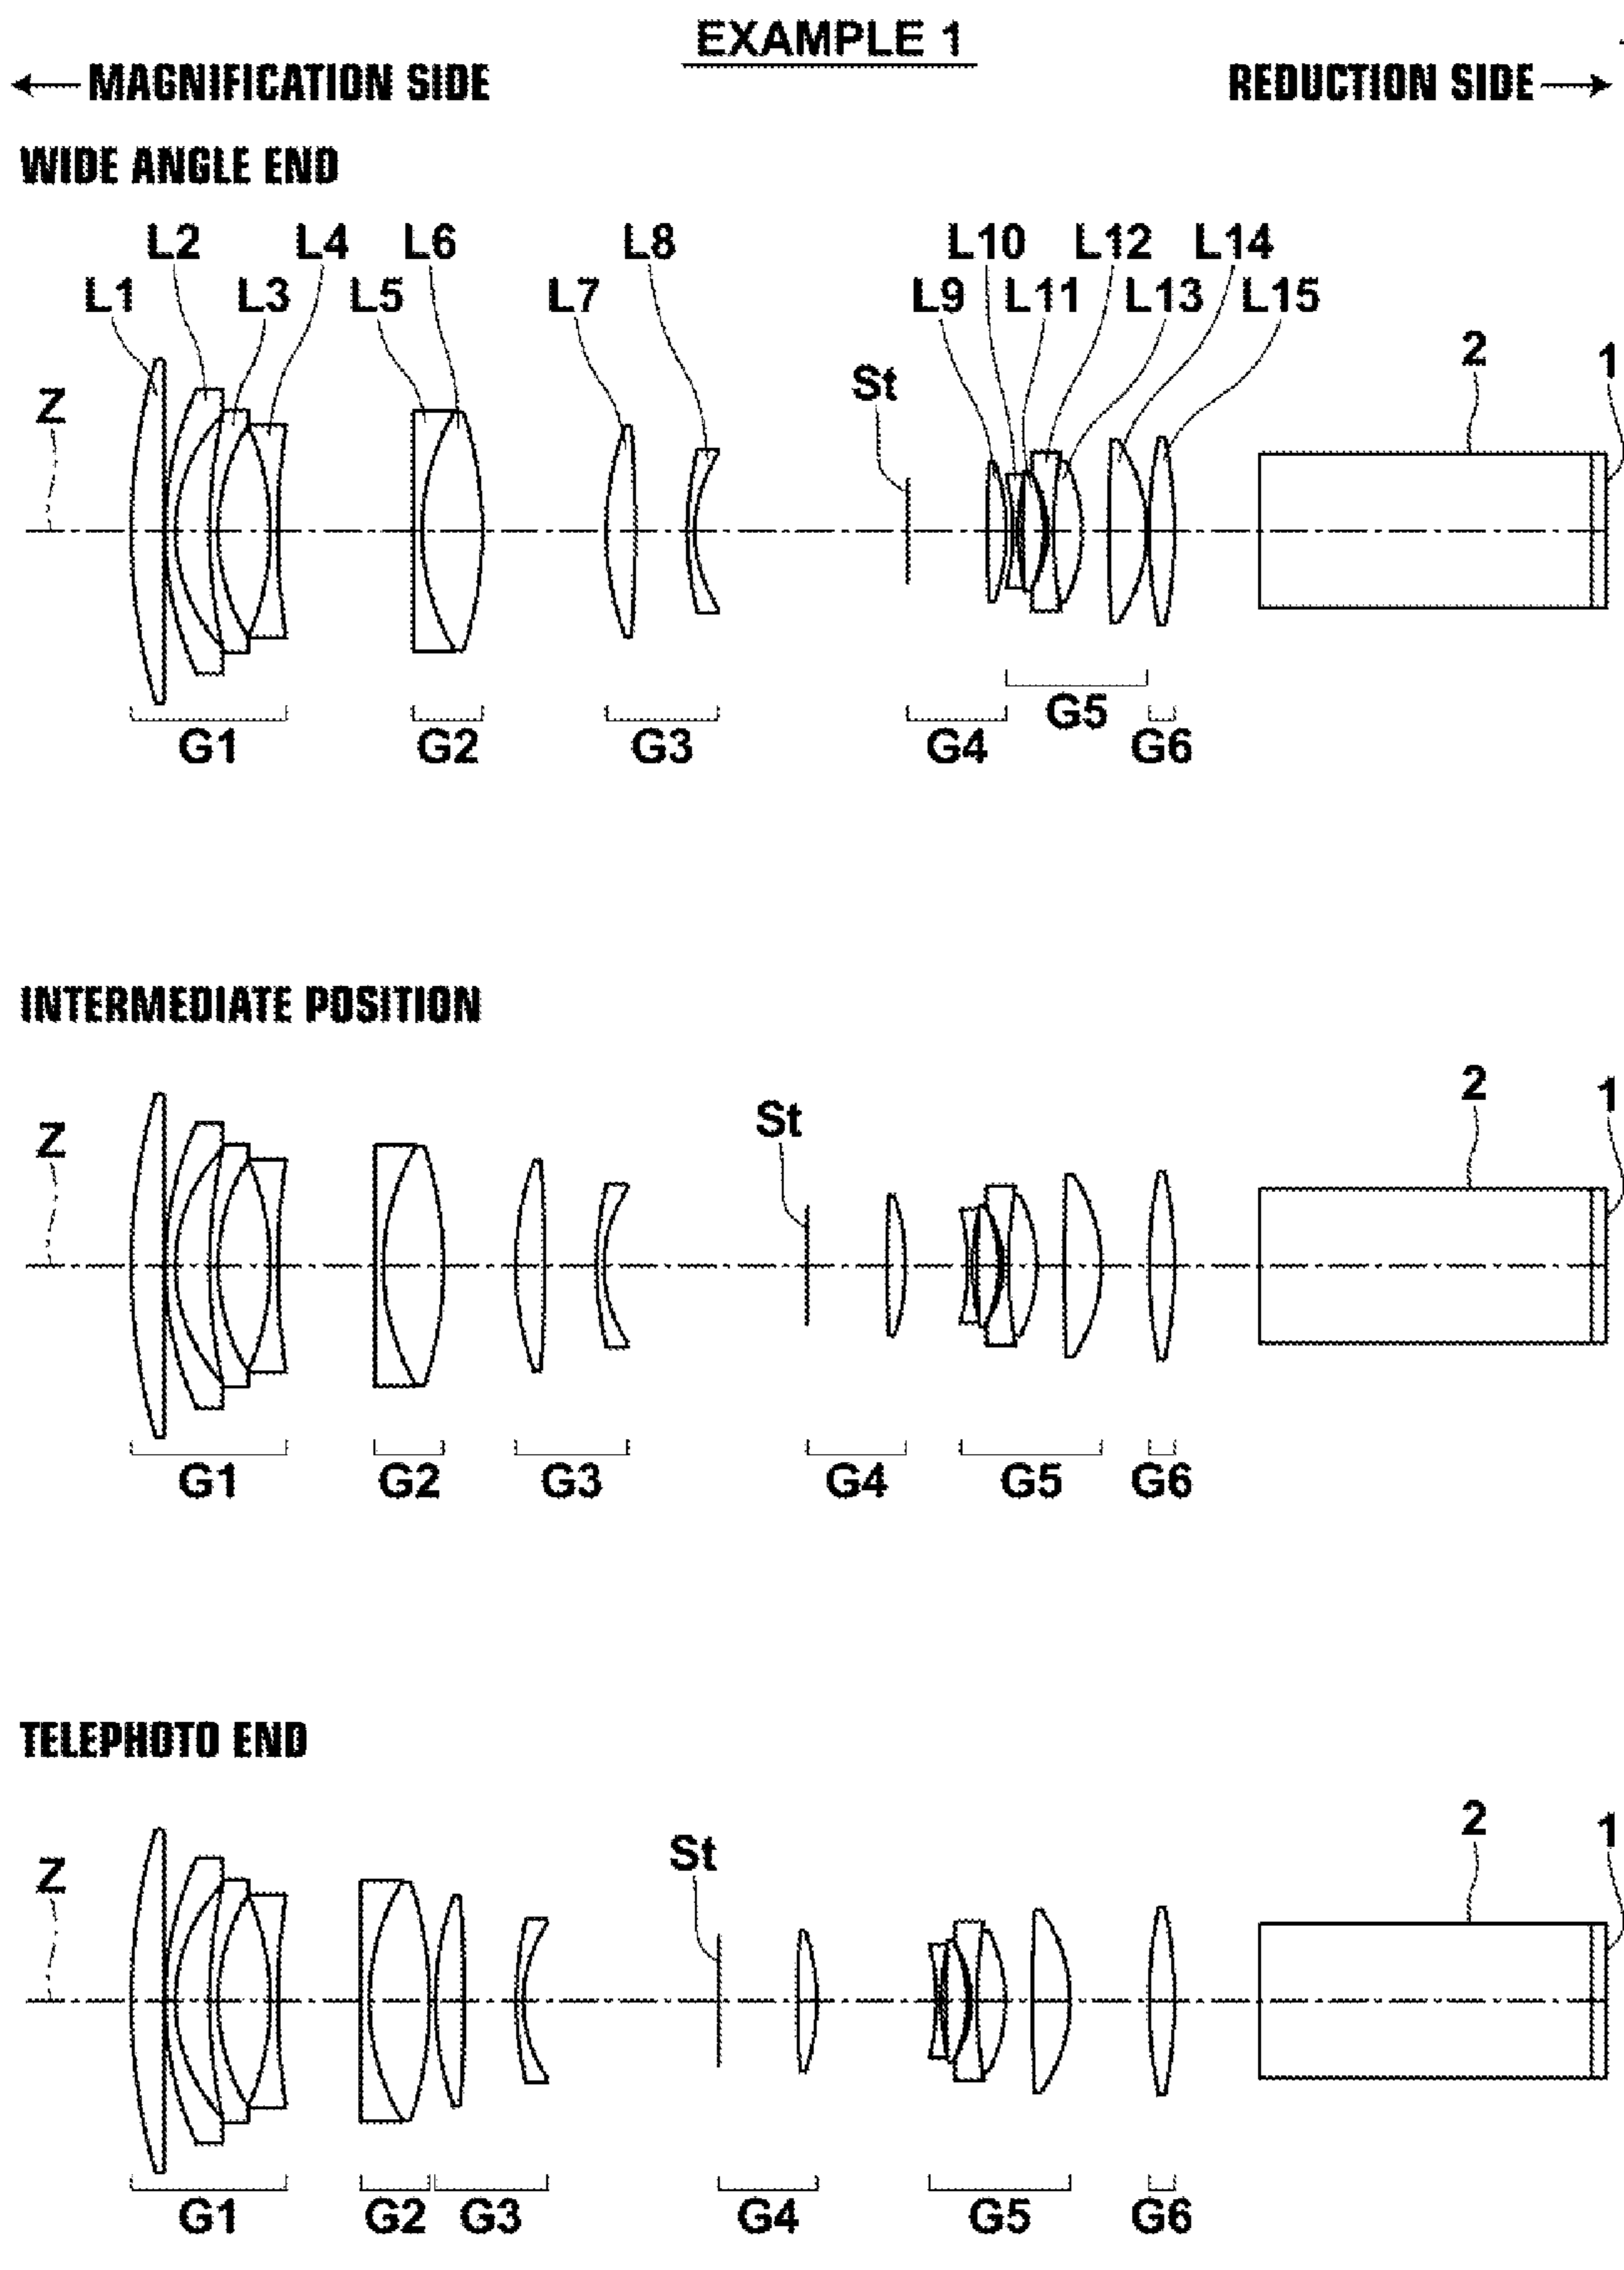 EXAMPLE 1
MAGNIFICATION SIDE
REDUCTION SIDE
WIDE ANGLE END
L2 L4 L6 L8 L10 L12 L14
L1 L3 L5 L7 L9 L11 L13 L15
Z St 2 1
G1 G2 G3 G4 G5 G6
INTERMEDIATE POSITION
Z St 2 1
G1 G2 G3 G4 G5 G6
TELEPHOTO END
Z St 2 1
G1 G2 G3 G4 G5 G6